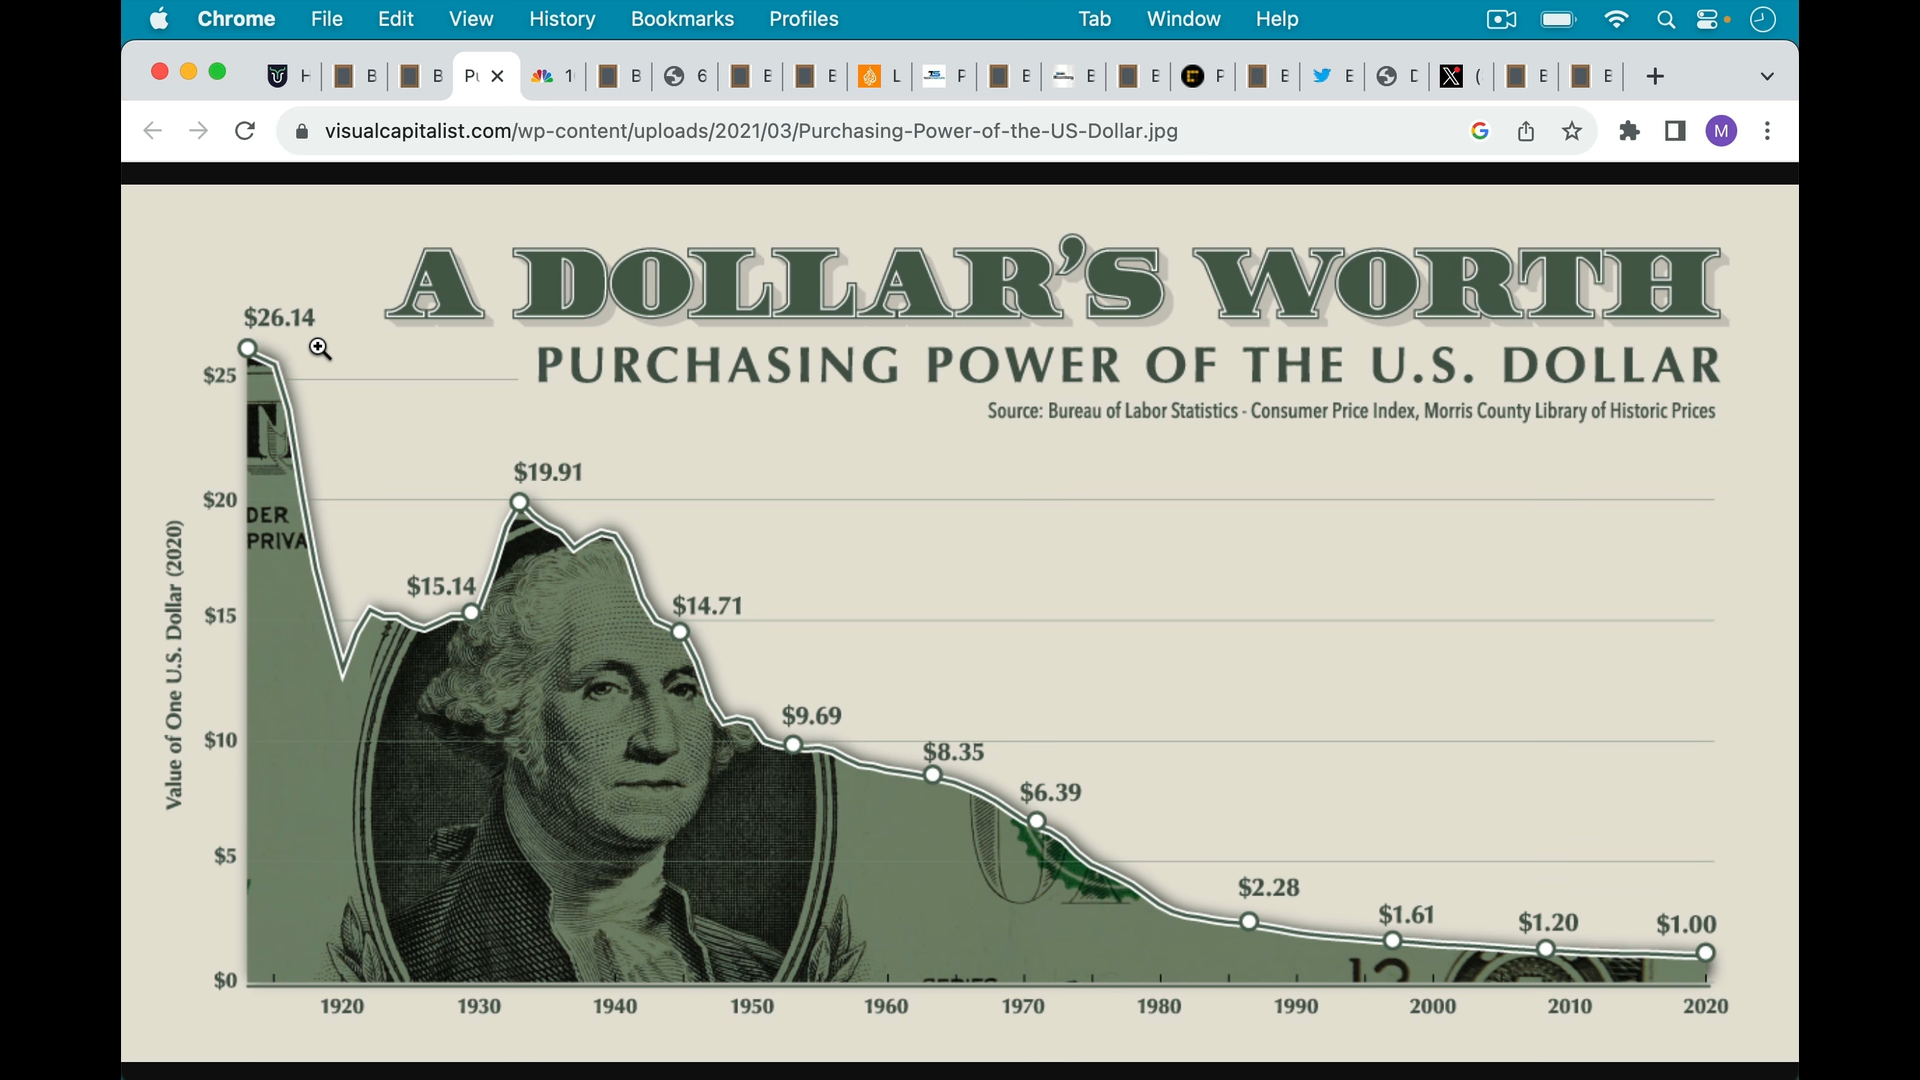 Chrome File Edit View History Bookmarks Profiles Tab Window Help
H B B Pu 1 B 6 B B L F B B B F B E D ( B B
visualcapitalist.com/wp-content/uploads/2021/03/Purchasing-Power-of-the-US-Dollar.jpg
M
A DOLLAR'S WORTH
PURCHASING POWER OF THE U.S. DOLLAR
Source: Bureau of Labor Statistics - Consumer Price Index, Morris County Library of Historic Prices
$26.14
$25
$19.91
$20
DER
PRIVA
$15.14
$14.71
$15
Value of One U.S. Dollar (2020)
$9.69
$10
$8.35
$6.39
$5
$2.28
$1.61
$1.20
$1.00
$0
1920 1930 1940 1950 1960 1970 1980 1990 2000 2010 2020